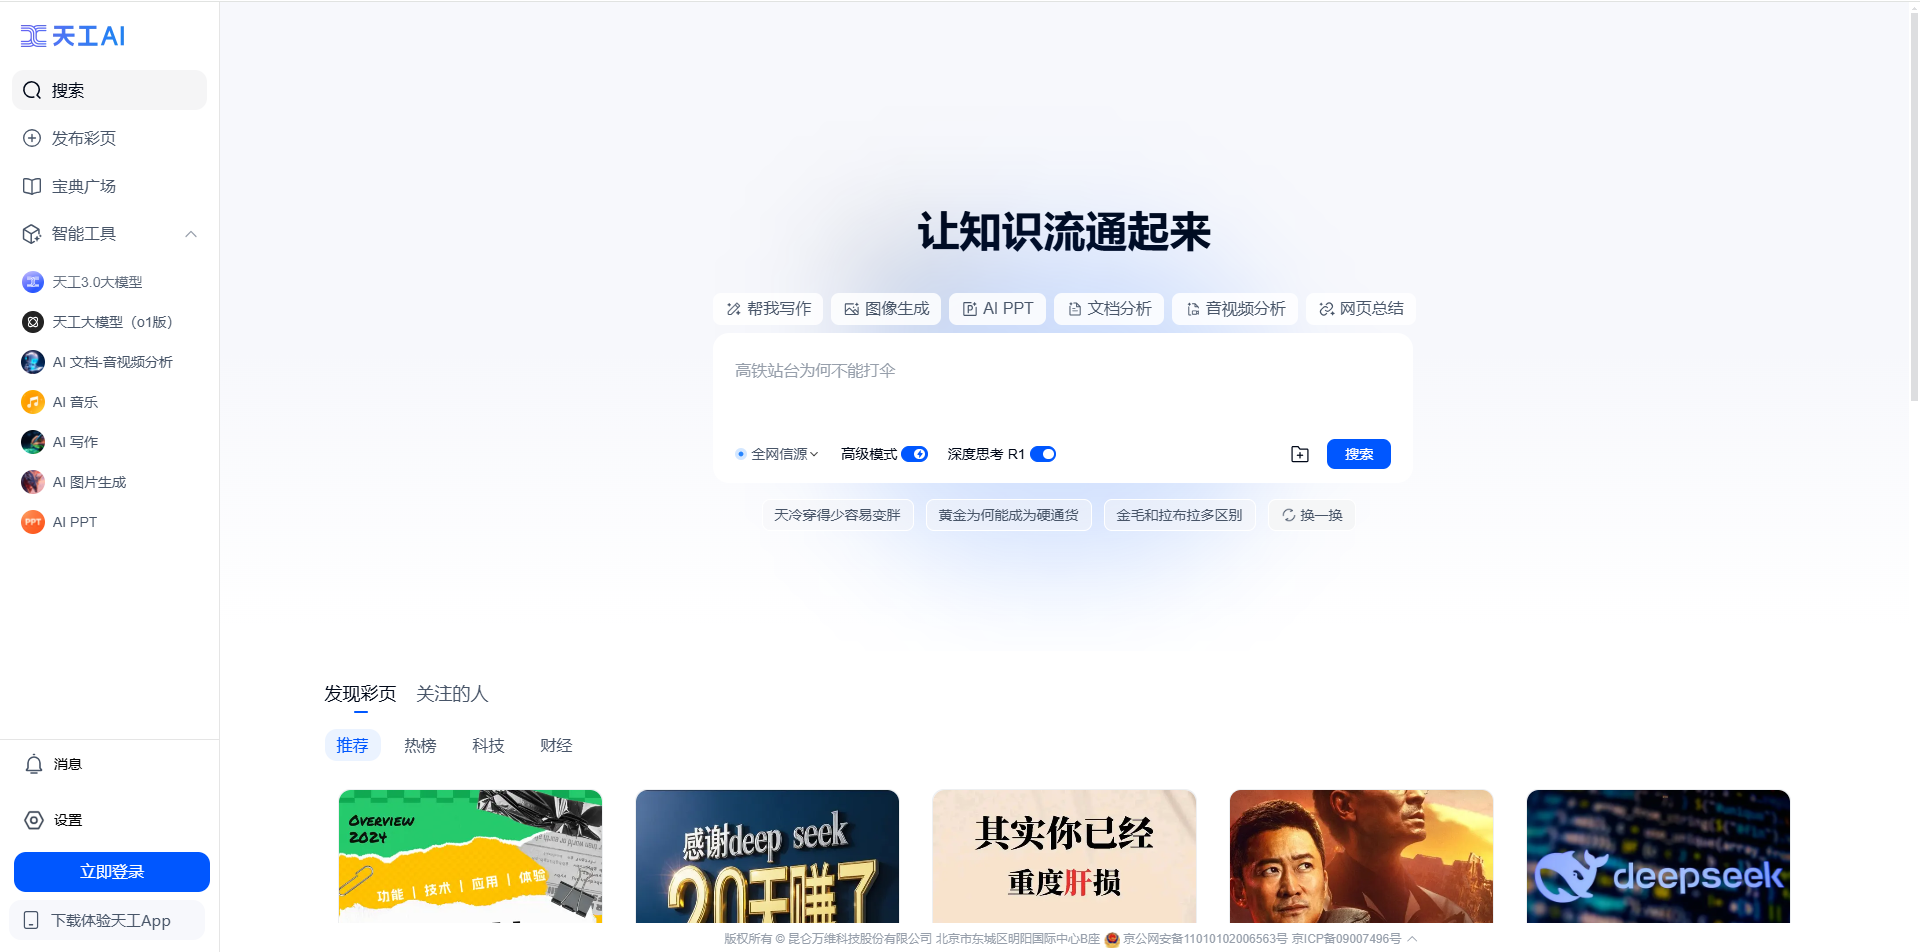 天工AI
搜索
发布彩页
宝典广场
智能工具
天工3.0大模型
天工大模型（o1版）
AI 文档-音视频分析
AI 音乐
AI 写作
AI 图片生成
PPT AI PPT
消息
设置
立即登录
下载体验天工App
让知识流通起来
帮我写作 图像生成 AI PPT 文档分析 音视频分析 网页总结
高铁站台为何不能打伞
全网信源 高级模式 深度思考 R1 搜索
天冷穿得少容易变胖 黄金为何能成为硬通货 金毛和拉布拉多区别 换一换
发现彩页 关注的人
推荐 热榜 科技 财经
OVERVIEW
2024
功能 | 技术 | 应用 | 体验
感谢deep seek
20天赚了
其实你已经
重度肝损
deepseek
版权所有 © 昆仑万维科技股份有限公司 北京市东城区明阳国际中心B座 京公网安备11010102006563号 京ICP备09007496号